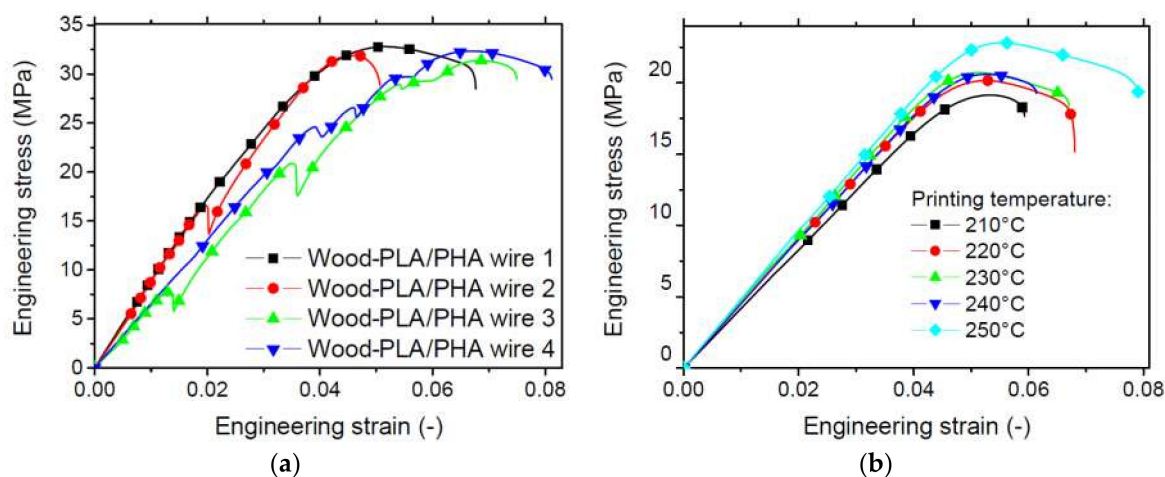 35
30
25
20
15
10
5
0
Engineering stress (MPa)
Wood-PLA/PHA wire 1
Wood-PLA/PHA wire 2
Wood-PLA/PHA wire 3
Wood-PLA/PHA wire 4
0.00 0.02 0.04 0.06 0.08
Engineering strain (-)
(a)
20
15
10
5
0
Engineering stress (MPa)
Printing temperature:
210°C
220°C
230°C
240°C
250°C
0.00 0.02 0.04 0.06 0.08
Engineering strain (-)
(b)